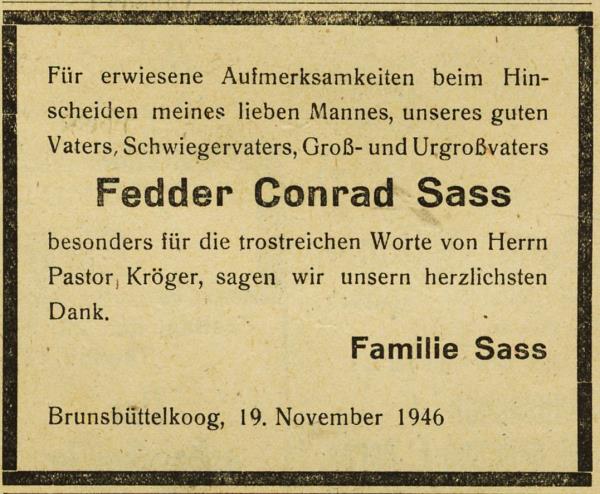 Für erwiesene Aufmerksamkeiten beim Hin-
scheiden meines lieben Mannes, unseres guten
Vaters, Schwiegervaters, Groß- und Urgroßvaters
Fedder Conrad Sass
besonders für die trostreichen Worte von Herrn
Pastor Kröger, sagen wir unsern herzlichsten
Dank.
Familie Sass
Brunsbüttelkoog, 19. November 1946